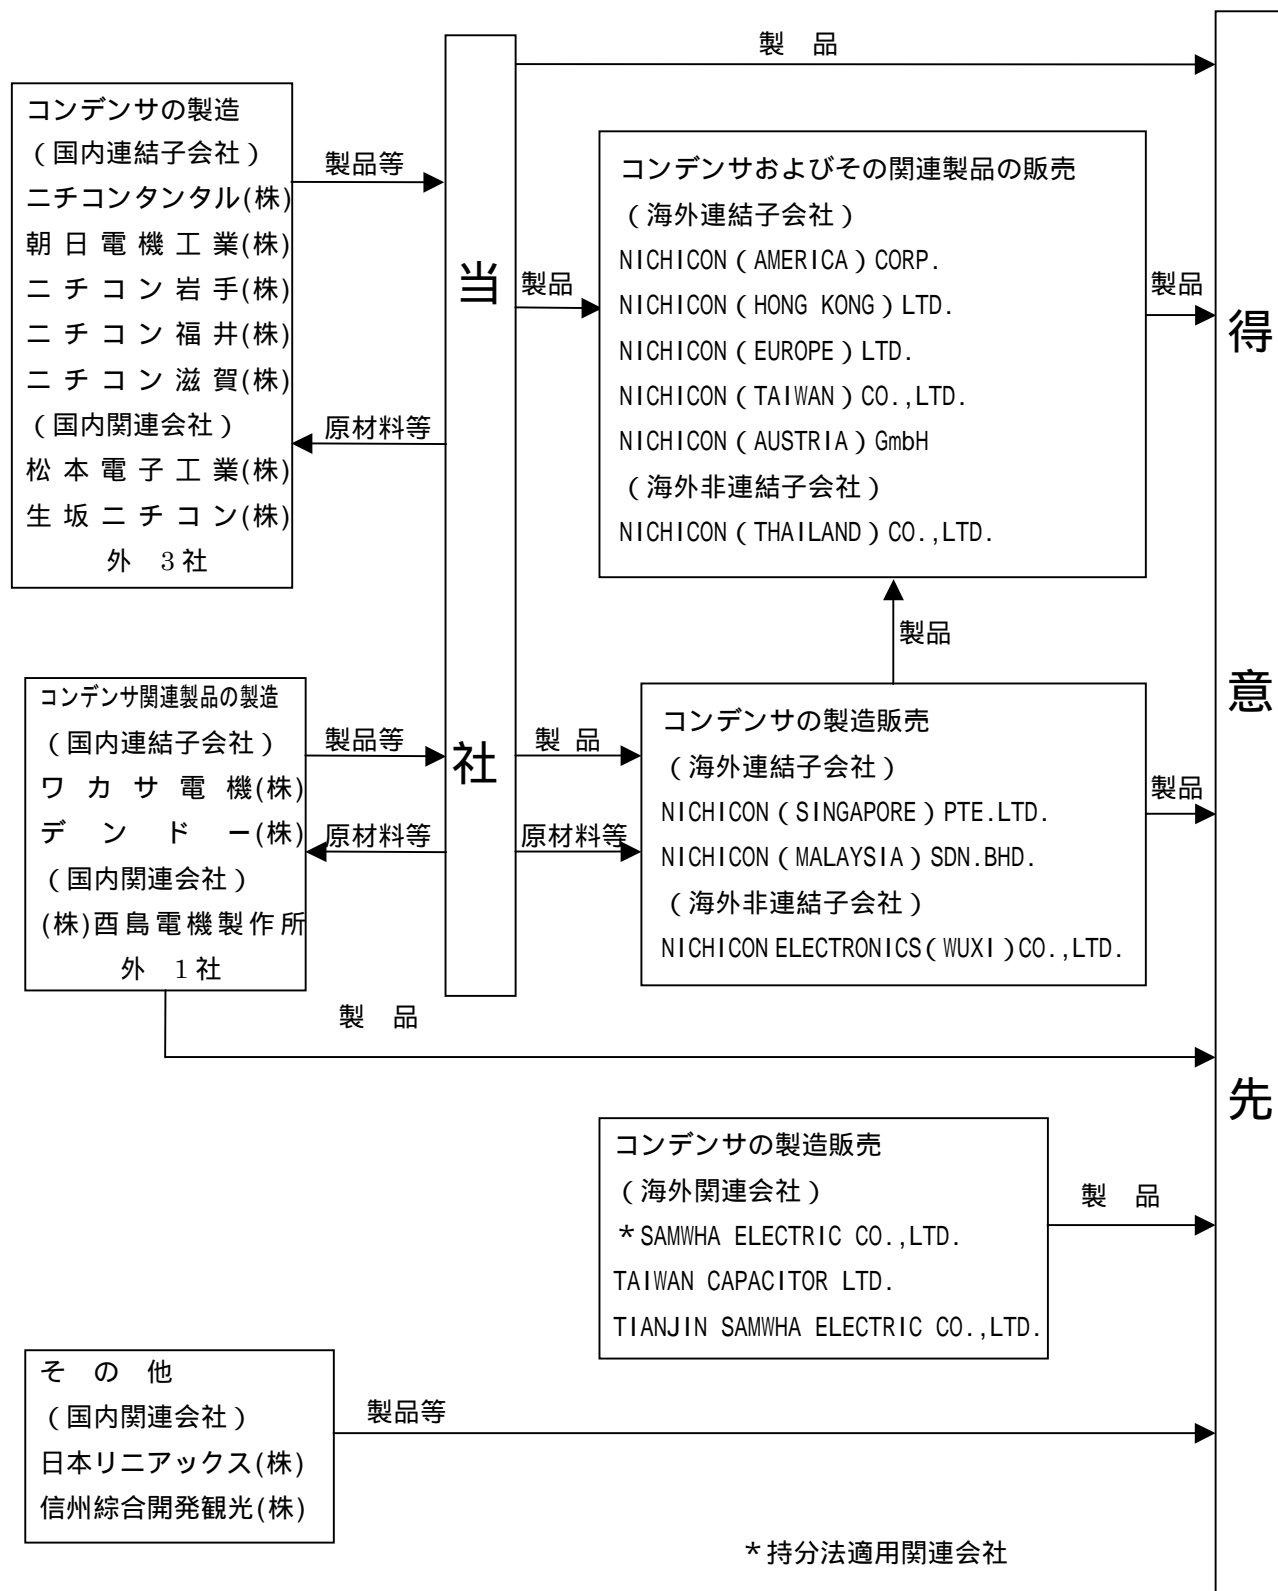 製　品
コンデンサの製造
（国内連結子会社）
ニチコンタンタル(株)
朝日電機工業(株)
ニチコン岩手(株)
ニチコン福井(株)
ニチコン滋賀(株)
（国内関連会社）
松本電子工業(株)
生坂ニチコン(株)
外　3社
製品等
原材料等
当
社
製品
コンデンサおよびその関連製品の販売
（海外連結子会社）
NICHICON（AMERICA）CORP.
NICHICON（HONG KONG）LTD.
NICHICON（EUROPE）LTD.
NICHICON（TAIWAN）CO.,LTD.
NICHICON（AUSTRIA）GmbH
（海外非連結子会社）
NICHICON（THAILAND）CO.,LTD.
製品
得
意
先
製品
コンデンサ関連製品の製造
（国内連結子会社）
ワカサ電機(株)
デンドー(株)
（国内関連会社）
(株)酉島電機製作所
外　1社
製品等
原材料等
製品
原材料等
コンデンサの製造販売
（海外連結子会社）
NICHICON（SINGAPORE）PTE.LTD.
NICHICON（MALAYSIA）SDN.BHD.
（海外非連結子会社）
NICHICON ELECTRONICS(WUXI）CO.,LTD.
製品
製　品
コンデンサの製造販売
（海外関連会社）
*SAMWHA ELECTRIC CO.,LTD.
TAIWAN CAPACITOR LTD.
TIANJIN SAMWHA ELECTRIC CO.,LTD.
製　品
その他
（国内関連会社）
日本リニアックス(株)
信州綜合開発観光(株)
製品等
*持分法適用関連会社